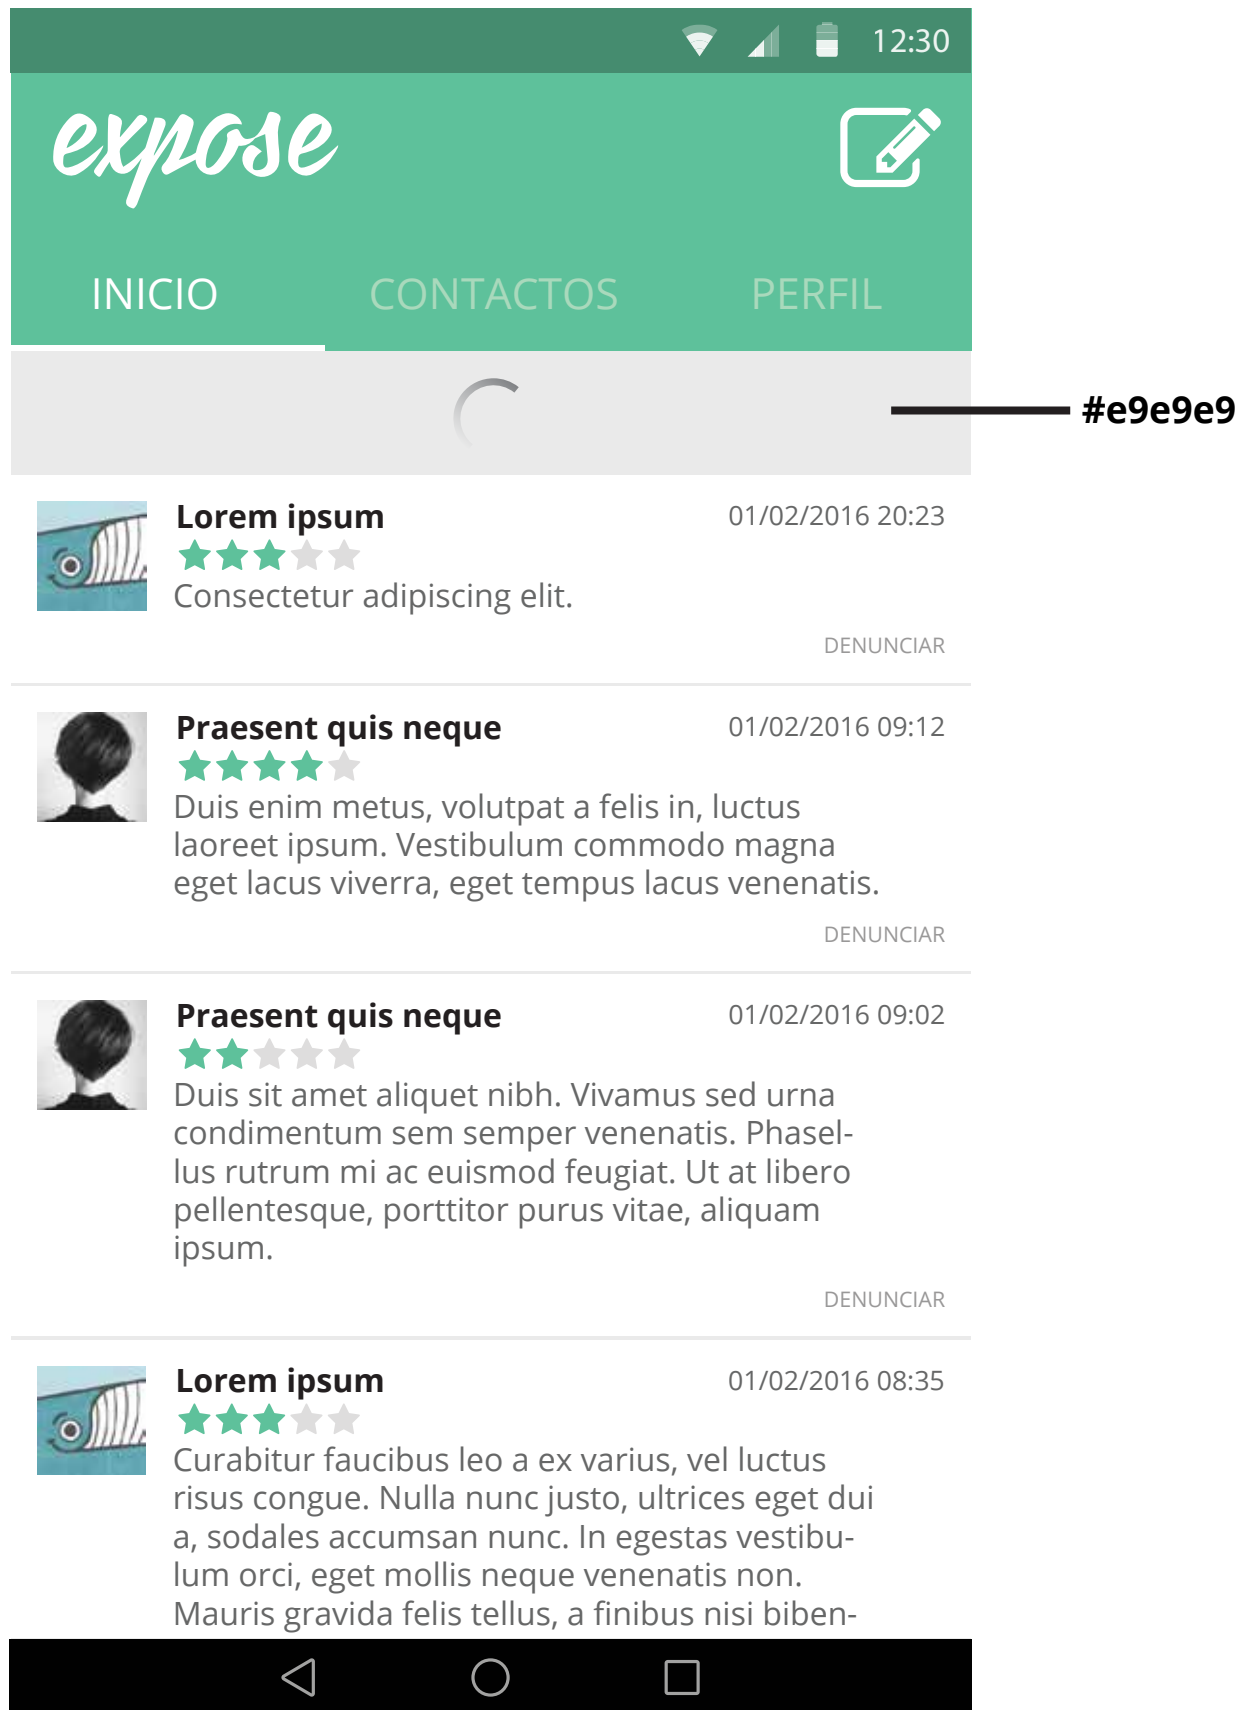 12:30
expose
INICIO CONTACTOS PERFIL
#e9e9e9
Lorem ipsum 01/02/2016 20:23
Consectetur adipiscing elit.
DENUNCIAR
Praesent quis neque 01/02/2016 09:12
Duis enim metus, volutpat a felis in, luctus
laoreet ipsum. Vestibulum commodo magna
eget lacus viverra, eget tempus lacus venenatis.
DENUNCIAR
Praesent quis neque 01/02/2016 09:02
Duis sit amet aliquet nibh. Vivamus sed urna
condimentum sem semper venenatis. Phasel-
lus rutrum mi ac euismod feugiat. Ut at libero
pellentesque, porttitor purus vitae, aliquam
ipsum.
DENUNCIAR
Lorem ipsum 01/02/2016 08:35
Curabitur faucibus leo a ex varius, vel luctus
risus congue. Nulla nunc justo, ultrices eget dui
a, sodales accumsan nunc. In egestas vestibu-
lum orci, eget mollis neque venenatis non.
Mauris gravida felis tellus, a finibus nisi biben-